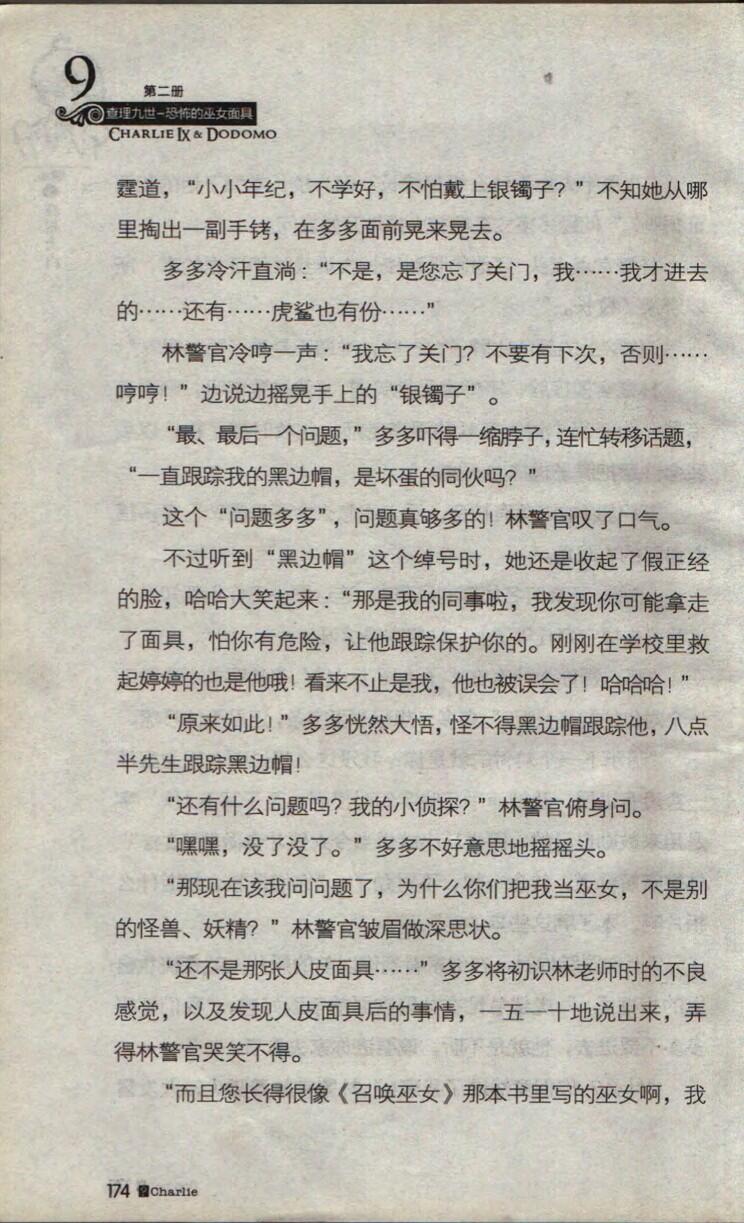 9
第二册
查理九世-恐怖的巫女面具
CHARLIE IX & DODOMO
霆道，“小小年纪，不学好，不怕戴上银镯子？”不知她从哪
里掏出一副手铐，在多多面前晃来晃去。
多多冷汗直淌：“不是，是您忘了关门，我……我才进去
的……还有……虎鲨也有份……”
林警官冷哼一声：“我忘了关门？不要有下次，否则……
哼哼！”边说边摇晃手上的“银镯子”。
“最、最后一个问题，”多多吓得一缩脖子，连忙转移话题，
“一直跟踪我的黑边帽，是坏蛋的同伙吗？”
这个“问题多多”，问题真够多的！林警官叹了口气。
不过听到“黑边帽”这个绰号时，她还是收起了假正经
的脸，哈哈大笑起来：“那是我的同事啦，我发现你可能拿走
了面具，怕你有危险，让他跟踪保护你的。刚刚在学校里救
起婷婷的也是他哦！看来不止是我，他也被误会了！哈哈哈！”
“原来如此！”多多恍然大悟，怪不得黑边帽跟踪他，八点
半先生跟踪黑边帽！
“还有什么问题吗？我的小侦探？”林警官俯身问。
“嘿嘿，没了没了。”多多不好意思地摇摇头。
“那现在该我问问题了，为什么你们把我当巫女，不是别
的怪兽、妖精？”林警官皱眉做深思状。
“还不是那张人皮面具……”多多将初识林老师时的不良
感觉，以及发现人皮面具后的事情，一五一十地说出来，弄
得林警官哭笑不得。
“而且您长得很像《召唤巫女》那本书里写的巫女啊，我
174 Charlie